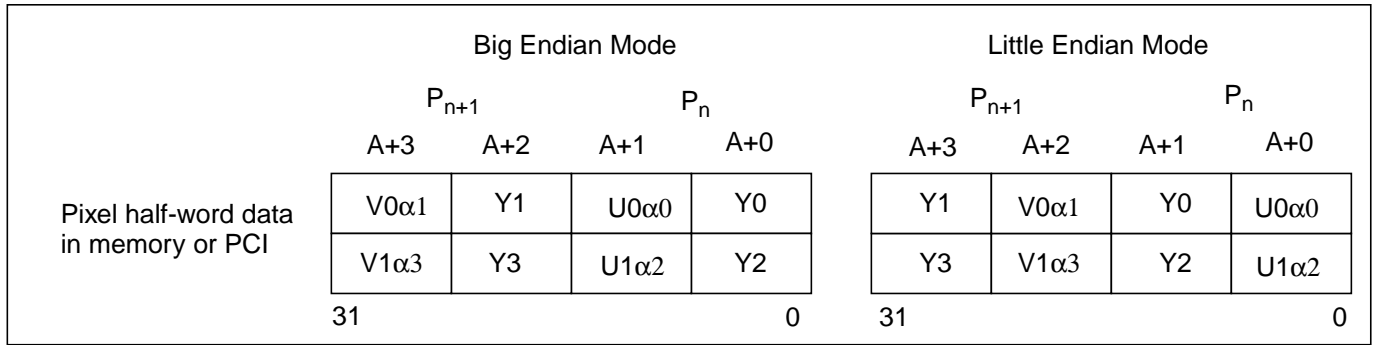 Big Endian Mode Little Endian Mode
Pn+1 Pn Pn+1 Pn
A+3 A+2 A+1 A+0 A+3 A+2 A+1 A+0
V0α1 Y1 U0α0 Y0 Y1 V0α1 Y0 U0α0
Pixel half-word data
in memory or PCI
V1α3 Y3 U1α2 Y2 Y3 V1α3 Y2 U1α2
31 0 31 0